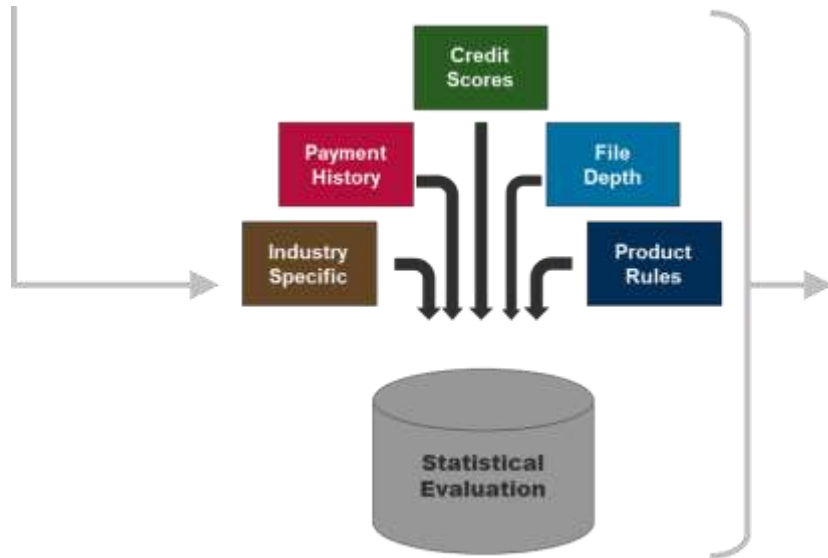 Credit
Scores
Payment
History
File
Depth
Industry
Specific
Product
Rules
Statistical
Evaluation